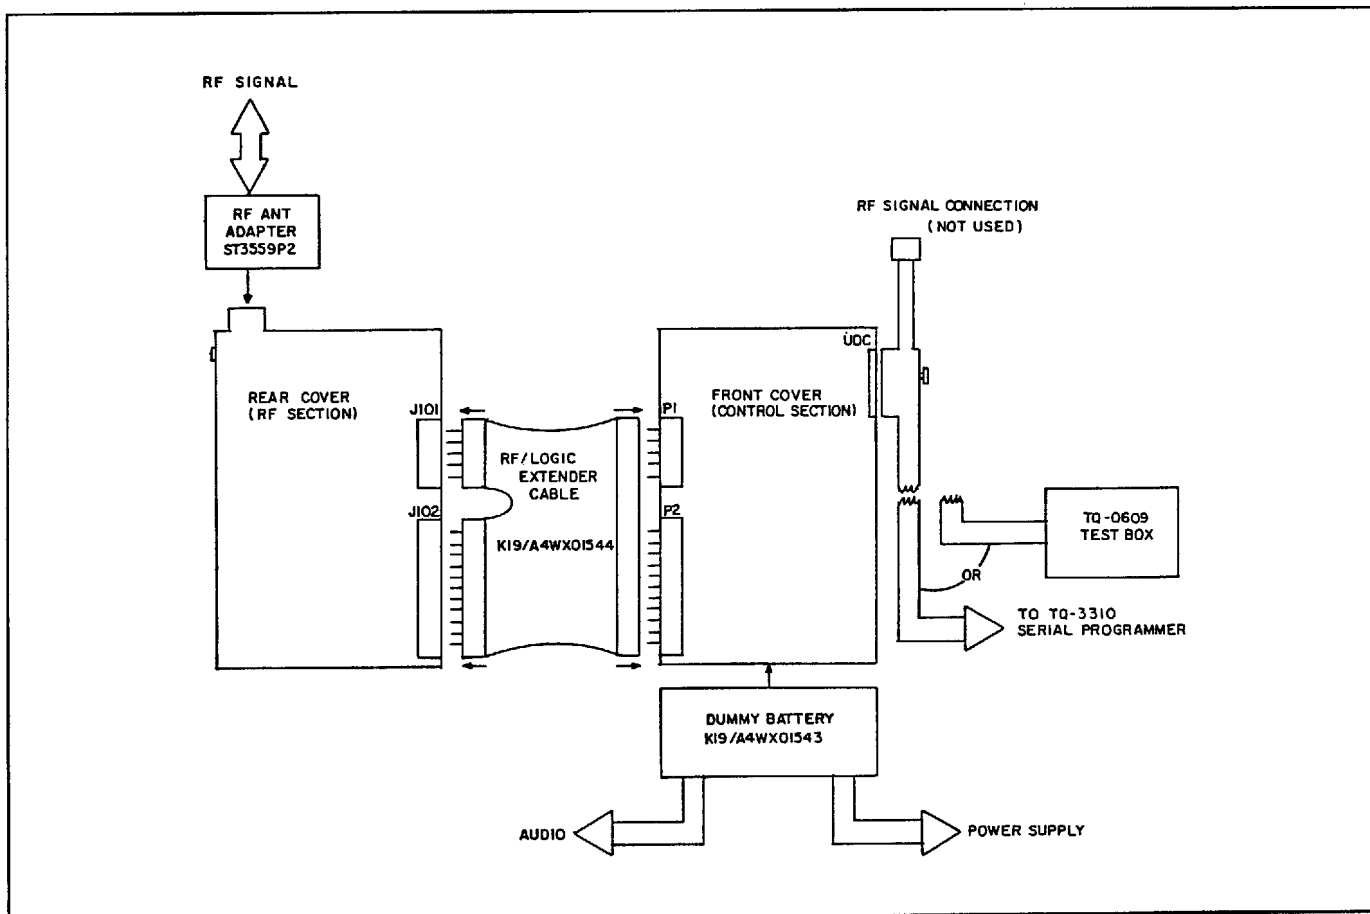 RF SIGNAL
RF ANT
ADAPTER
ST3559P2
RF SIGNAL CONNECTION
(NOT USED)
UDC
REAR COVER
(RF SECTION)
J101
J102
RF/LOGIC
EXTENDER
CABLE
K19/A4WX01544
P1
P2
FRONT COVER
(CONTROL SECTION)
TQ-0609
TEST BOX
OR
TO TQ-3310
SERIAL PROGRAMMER
DUMMY BATTERY
K19/A4WX01543
AUDIO
POWER SUPPLY